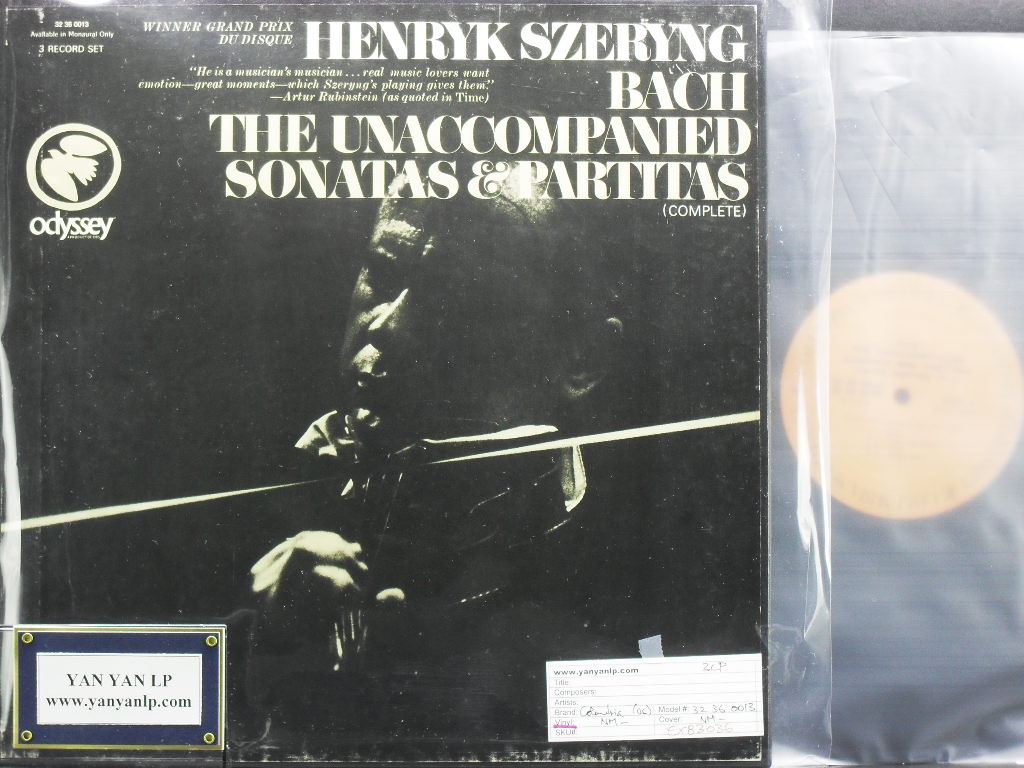 32 36 0013
Available in Monaural Only
3 RECORD SET
WINNER GRAND PRIX
DU DISQUE
HENRYK SZERYNG
"He is a musician's musician... real music lovers want
emotion—great moments—which Szeryng's playing gives them."
—Artur Rubinstein (as quoted in Time)
BACH
THE UNACCOMPANIED
SONATAS & PARTITAS
(COMPLETE)
odyssey
YAN YAN LP
www.yanyanlp.com
www.yanyanlp.com
Title:
Composers:
Artists:
Brand: Columbia Model# 32 36 0013
Vinyl: NM- Cover: NM-
SKU#: